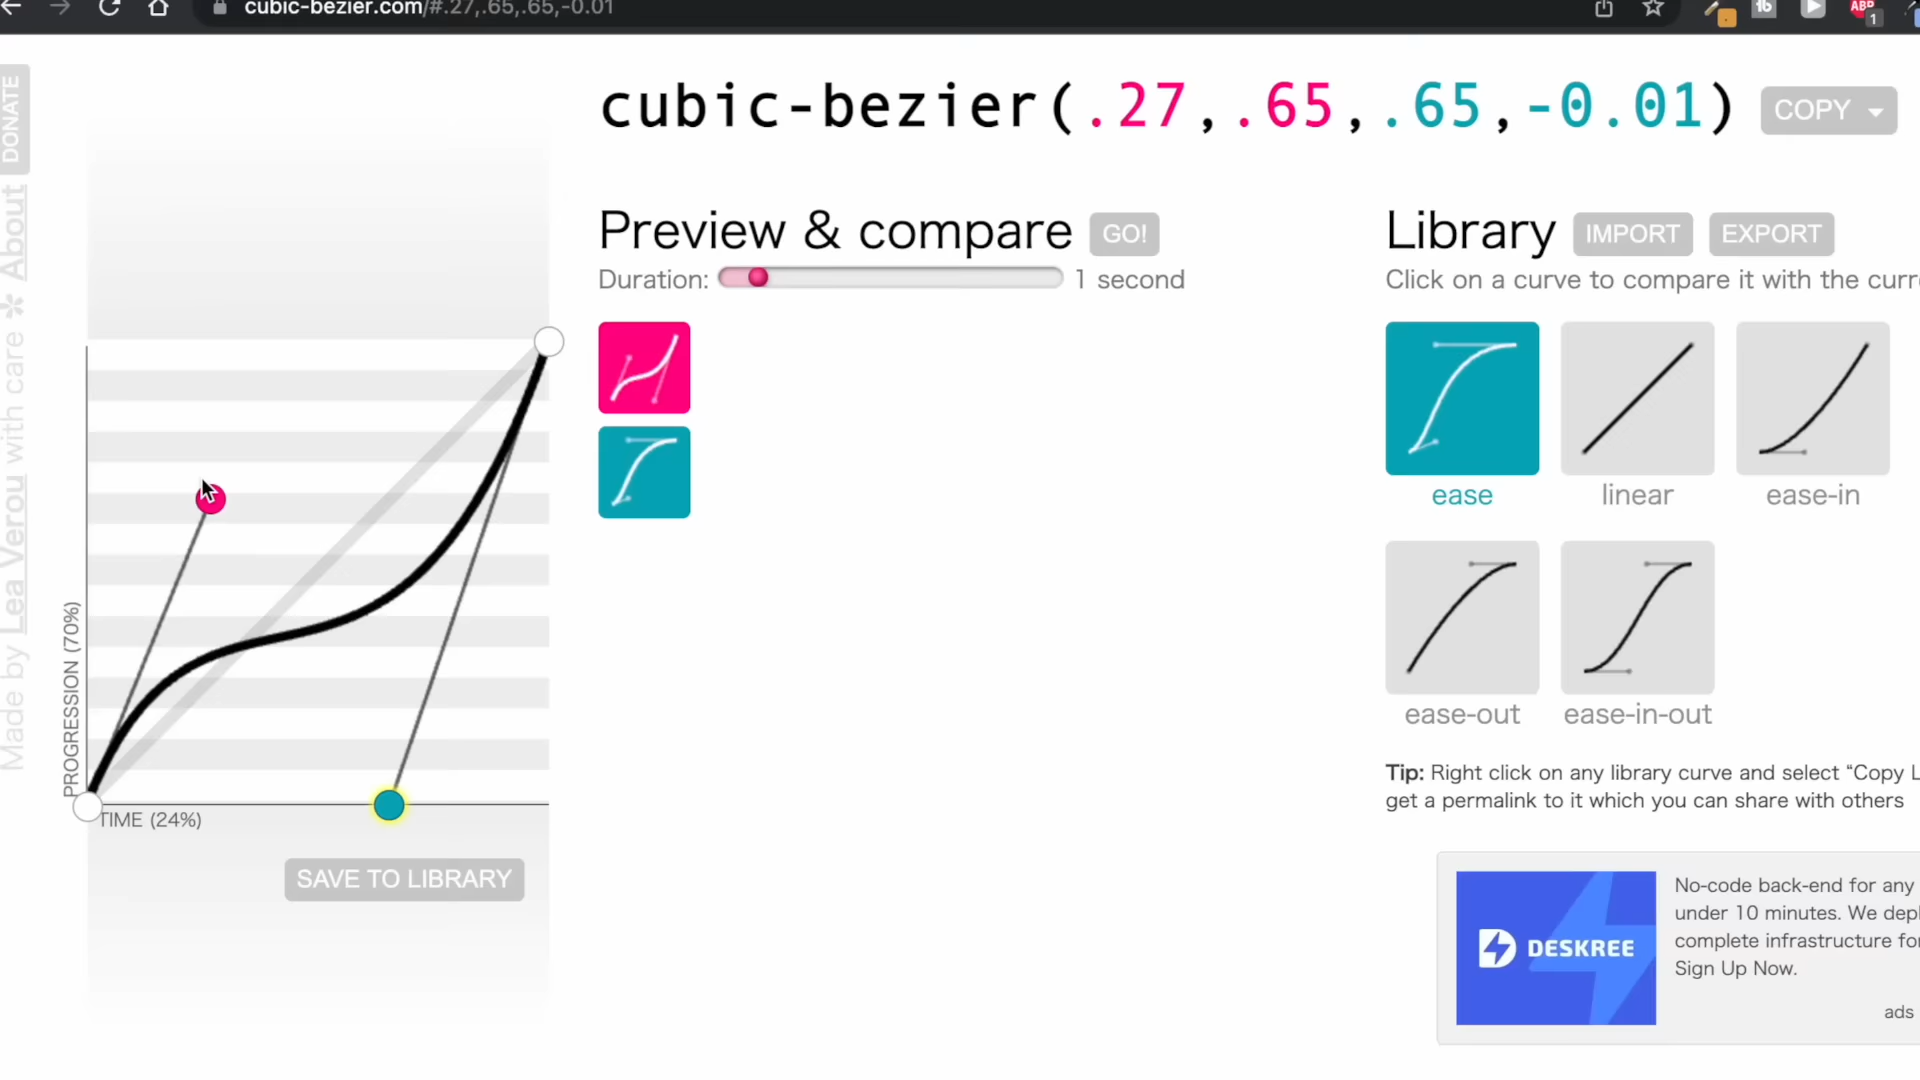 cubic-bezier.com/#.27,.65,.65,-0.01
DONATE
Made by Lea Verou with care * About
cubic-bezier(.27,.65,.65,-0.01)
COPY
Preview & compare
GO!
Duration:
1 second
Library
IMPORT
EXPORT
Click on a curve to compare it with the
ease
linear
ease-in
ease-out
ease-in-out
PROGRESSION (70%)
TIME (24%)
SAVE TO LIBRARY
Tip: Right click on any library curve and select “Copy L
get a permalink to it which you can share with others
DESKREE
No-code back-end for any
under 10 minutes. We
complete infrastructure
Sign Up Now.
ads
ABP
1